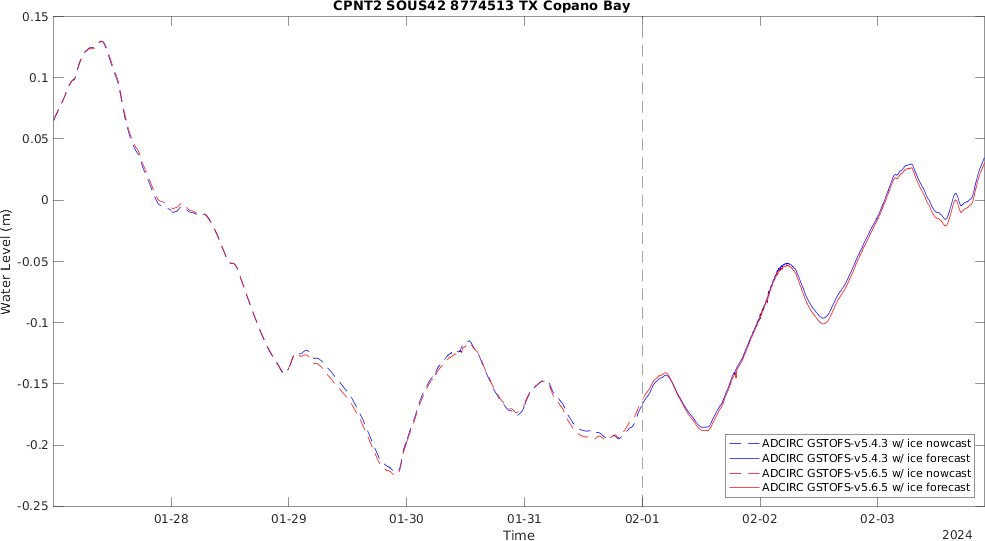 CPNT2 SOUS42 8774513 TX Copano Bay
0.15
0.1
0.05
0
-0.05
-0.1
-0.15
-0.2
-0.25
Water Level (m)
ADCIRC GSTOFS-v5.4.3 w/ ice nowcast
ADCIRC GSTOFS-v5.4.3 w/ ice forecast
ADCIRC GSTOFS-v5.6.5 w/ ice nowcast
ADCIRC GSTOFS-v5.6.5 w/ ice forecast
01-28 01-29 01-30 01-31 02-01 02-02 02-03
Time
2024